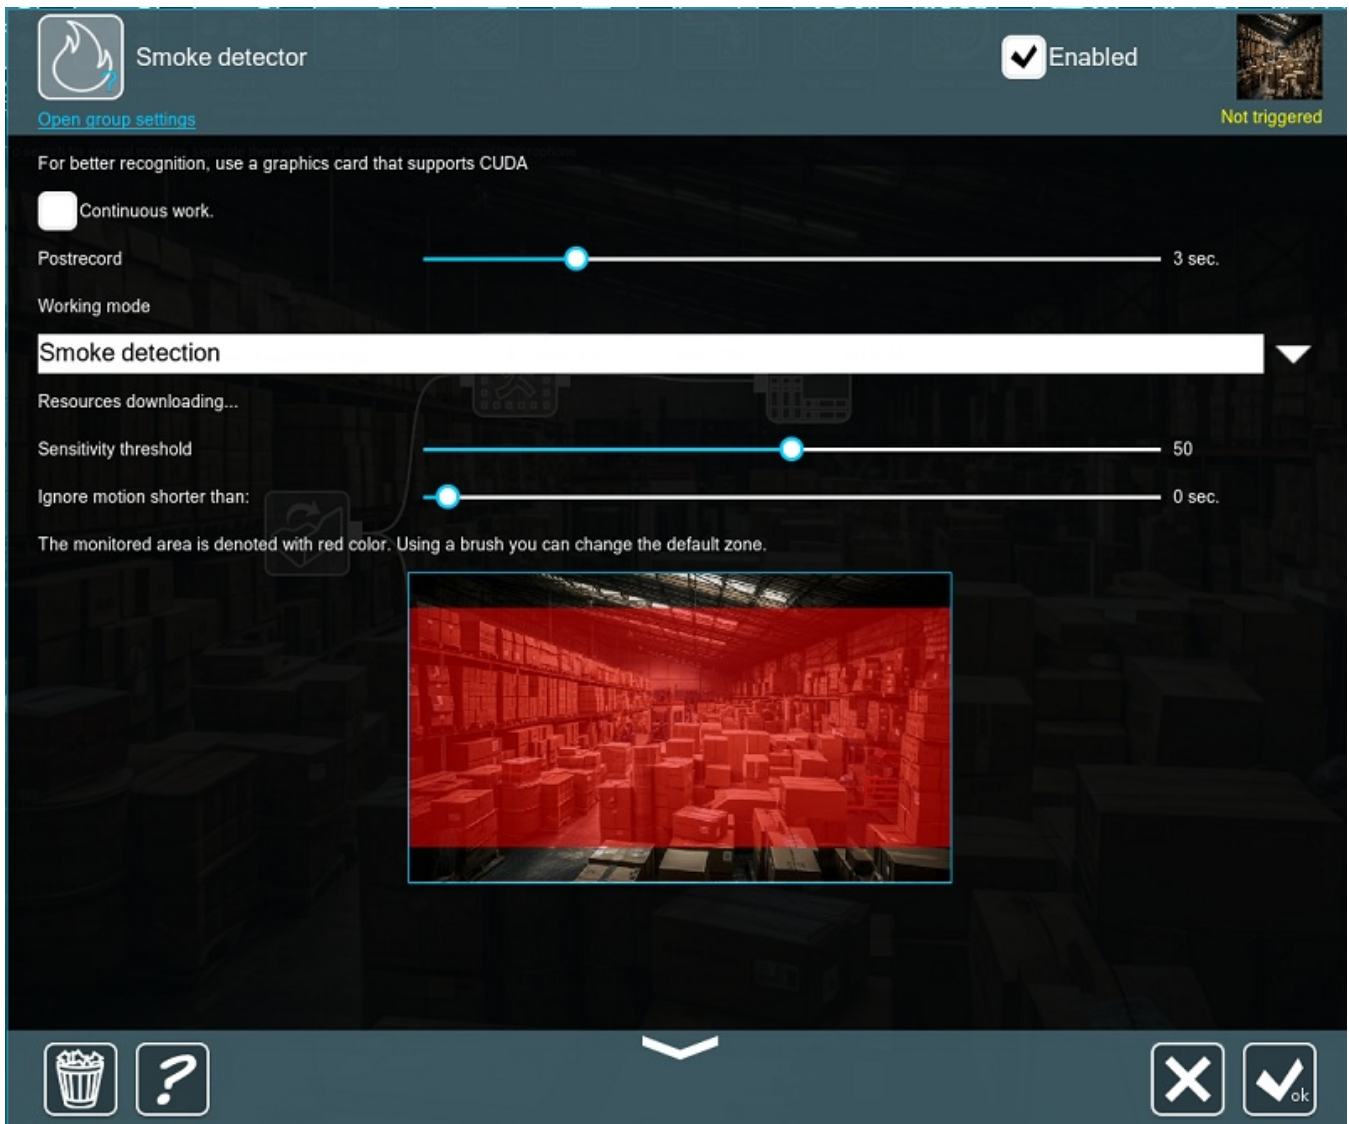 Smoke detector
Enabled
Open group settings
Not triggered
For better recognition, use a graphics card that supports CUDA
Continuous work.
Postrecord
3 sec.
Working mode
Smoke detection
Resources downloading...
Sensitivity threshold
50
Ignore motion shorter than:
0 sec.
The monitored area is denoted with red color. Using a brush you can change the default zone.
?
ok